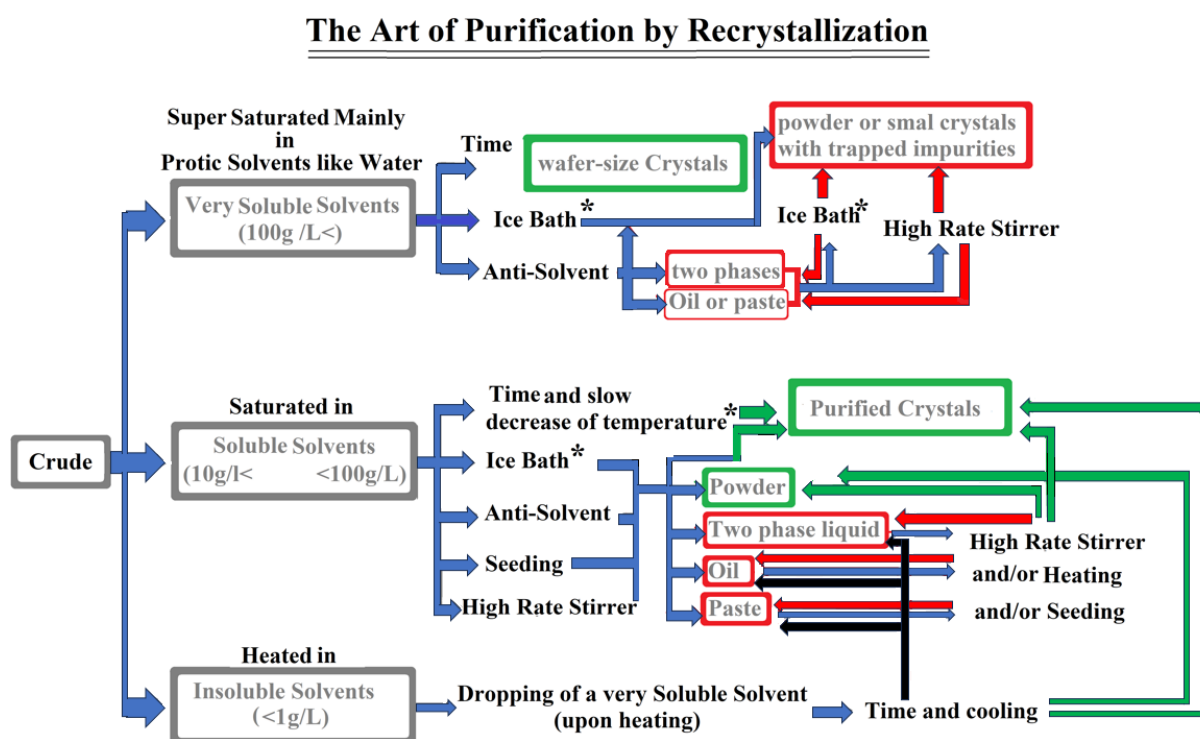 The Art of Purification by Recrystallization
Super Saturated Mainly
in
Protic Solvents like Water
Very Soluble Solvents
(100g /L<)
Time
wafer-size Crystals
powder or smal crystals
with trapped impurities
Ice Bath*
Ice Bath*
High Rate Stirrer
Anti-Solvent
two phases
Oil or paste
Crude
Saturated in
Soluble Solvents
(10g/l< <100g/L)
Time and slow
decrease of temperature*
Purified Crystals
Ice Bath*
Powder
Anti-Solvent
Two phase liquid
High Rate Stirrer
Seeding
Oil
and/or Heating
High Rate Stirrer
Paste
and/or Seeding
Heated in
Insoluble Solvents
(<1g/L)
Dropping of a very Soluble Solvent
(upon heating)
Time and cooling